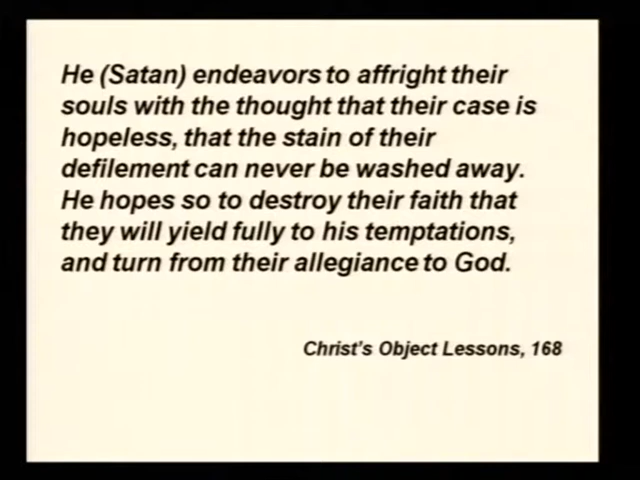 He (Satan) endeavors to affright their
souls with the thought that their case is
hopeless, that the stain of their
defilement can never be washed away.
He hopes so to destroy their faith that
they will yield fully to his temptations,
and turn from their allegiance to God.
Christ's Object Lessons, 168